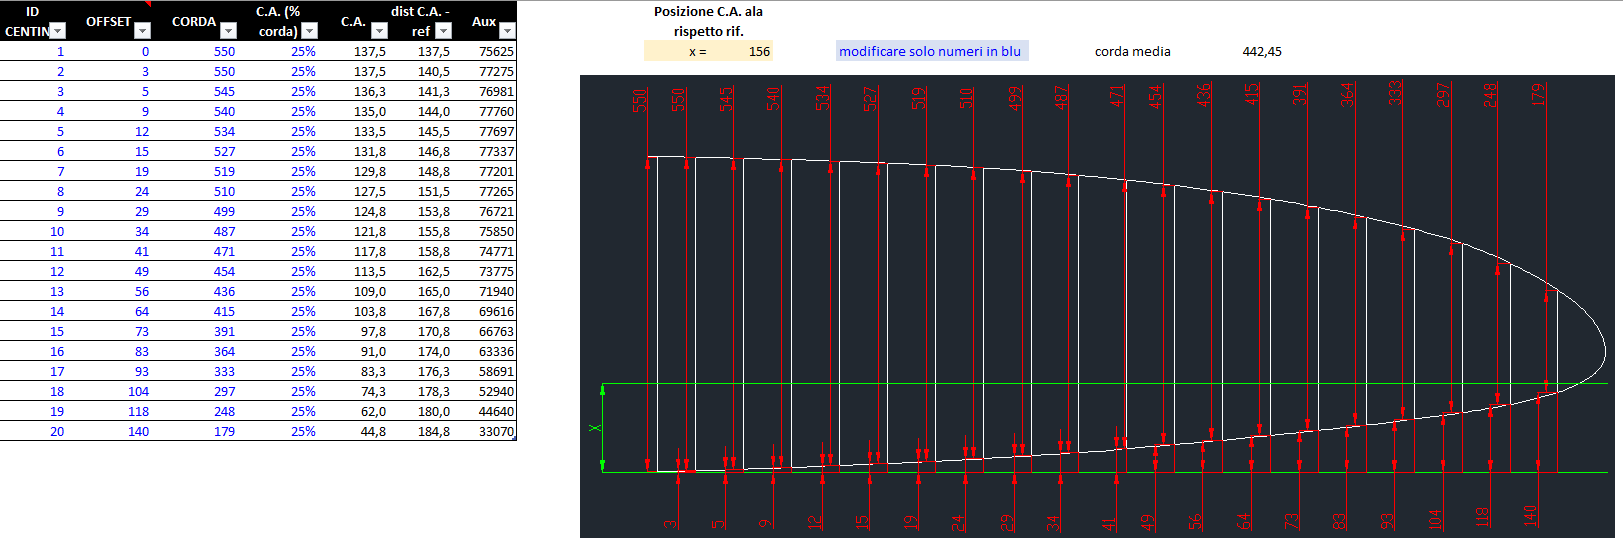 ID CENTIN OFFSET CORDA C.A. (% corda) C.A. dist C.A. - ref Aux
1 0 550 25% 137,5 137,5 75625
2 3 550 25% 137,5 140,5 77275
3 5 545 25% 136,3 141,3 76981
4 9 540 25% 135,0 144,0 77760
5 12 534 25% 133,5 145,5 77697
6 15 527 25% 131,8 146,8 77337
7 19 519 25% 129,8 148,8 77201
8 24 510 25% 127,5 151,5 77265
9 29 499 25% 124,8 153,8 76721
10 34 487 25% 121,8 155,8 75850
11 41 471 25% 117,8 158,8 74771
12 49 454 25% 113,5 162,5 73775
13 56 436 25% 109,0 165,0 71940
14 64 415 25% 103,8 167,8 69616
15 73 391 25% 97,8 170,8 66763
16 83 364 25% 91,0 174,0 63336
17 93 333 25% 83,3 176,3 58691
18 104 297 25% 74,3 178,3 52940
19 118 248 25% 62,0 180,0 44640
20 140 179 25% 44,8 184,8 33070
Posizione C.A. ala
rispetto rif.
x = 156
modificare solo numeri in blu
corda media 442,45
550 550 545 540 534 527 519 510 499 487 471 454 436 415 391 364 333 297 248 179
X
3 5 9 12 15 19 24 29 34 41 49 56 64 73 83 93 104 118 140